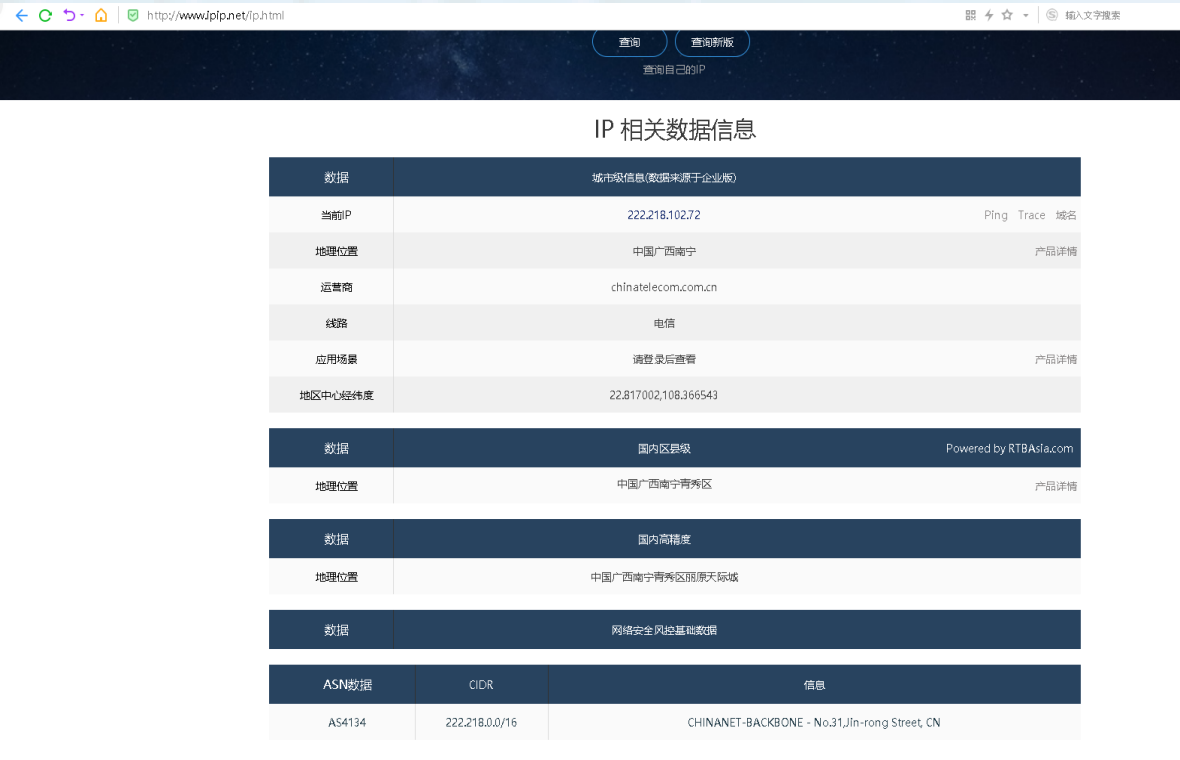 http://www.ipip.net/ip.html 输入文字搜索
查询 查询新版
查询自己的IP
IP 相关数据信息
数据 城市级信息(数据来源于企业版)
当前IP 222.218.102.72 Ping Trace 域名
地理位置 中国广西南宁 产品详情
运营商 chinatelecom.com.cn
线路 电信
应用场景 请登录后查看 产品详情
地区中心经纬度 22.817002,108.366543
数据 国内区县级 Powered by RTBAsia.com
地理位置 中国广西南宁青秀区 产品详情
数据 国内高精度
地理位置 中国广西南宁青秀区丽原天际城
数据 网络安全风控基础数据
ASN数据 CIDR 信息
AS4134 222.218.0.0/16 CHINANET-BACKBONE - No.31,Jin-rong Street, CN